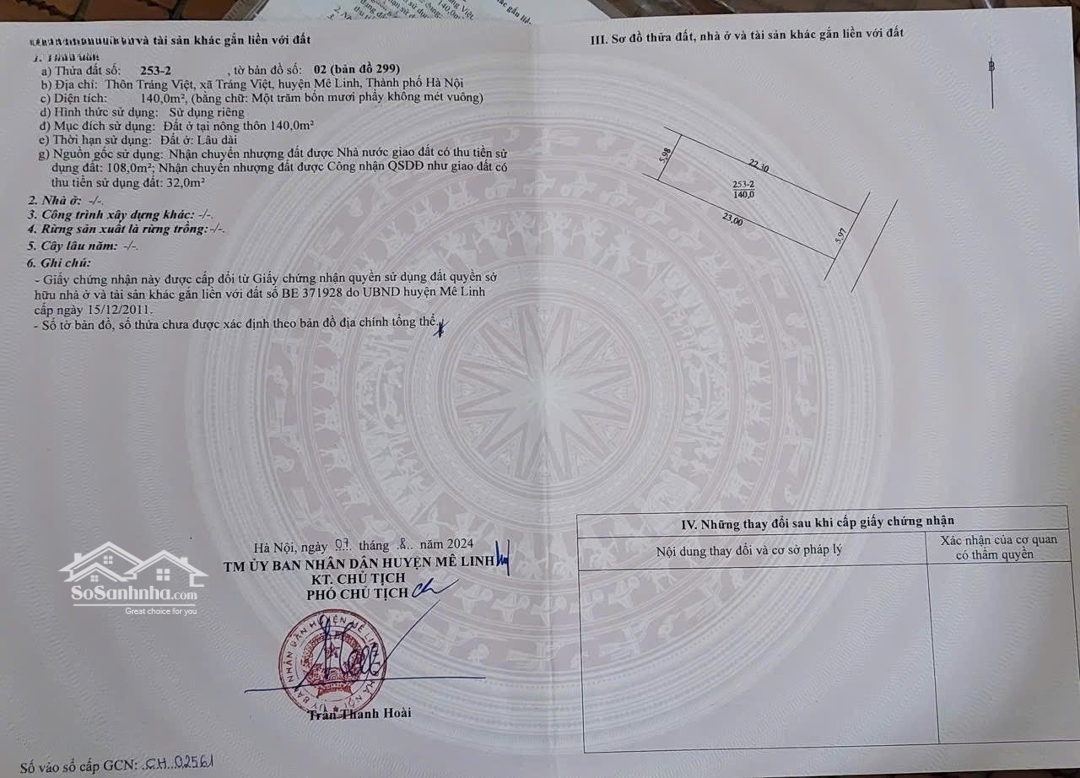 và tài sản khác gắn liền với đất
1. Thửa đất:
a) Thửa đất số: 253-2 , tờ bản đồ số: 02 (bản đồ 299)
b) Địa chỉ: Thôn Tráng Việt, xã Tráng Việt, huyện Mê Linh, Thành phố Hà Nội
c) Diện tích: 140,0m², (bằng chữ: Một trăm bốn mươi phẩy không mét vuông)
d) Hình thức sử dụng: Sử dụng riêng
đ) Mục đích sử dụng: Đất ở tại nông thôn 140,0m²
e) Thời hạn sử dụng: Đất ở: Lâu dài
g) Nguồn gốc sử dụng: Nhận chuyển nhượng đất được Nhà nước giao đất có thu tiền sử
dụng đất: 108,0m²; Nhận chuyển nhượng đất được Công nhận QSDĐ như giao đất có
thu tiền sử dụng đất: 32,0m²
2. Nhà ở: -/-.
3. Công trình xây dựng khác: -/-.
4. Rừng sản xuất là rừng trồng:-/-.
5. Cây lâu năm: -/-.
6. Ghi chú:
- Giấy chứng nhận này được cấp đổi từ Giấy chứng nhận quyền sử dụng đất quyền sở
hữu nhà ở và tài sản khác gắn liền với đất số BE 371928 do UBND huyện Mê Linh
cấp ngày 15/12/2011.
- Số tờ bản đồ, số thửa chưa được xác định theo bản đồ địa chính tổng thể.
Hà Nội, ngày 07 tháng 8 năm 2024
TM ỦY BAN NHÂN DÂN HUYỆN MÊ LINH
KT. CHỦ TỊCH
PHÓ CHỦ TỊCH
ỦY BAN NHÂN DÂN HUYỆN MÊ LINH
Trần Thanh Hoài
Số vào sổ cấp GCN: CH 02561
SoSanhnha.com
Great choice for you
III. Sơ đồ thửa đất, nhà ở và tài sản khác gắn liền với đất
B
5,98
22,30
253-2
140,0
23,00
5,97
IV. Những thay đổi sau khi cấp giấy chứng nhận
Nội dung thay đổi và cơ sở pháp lý
Xác nhận của cơ quan
có thẩm quyền